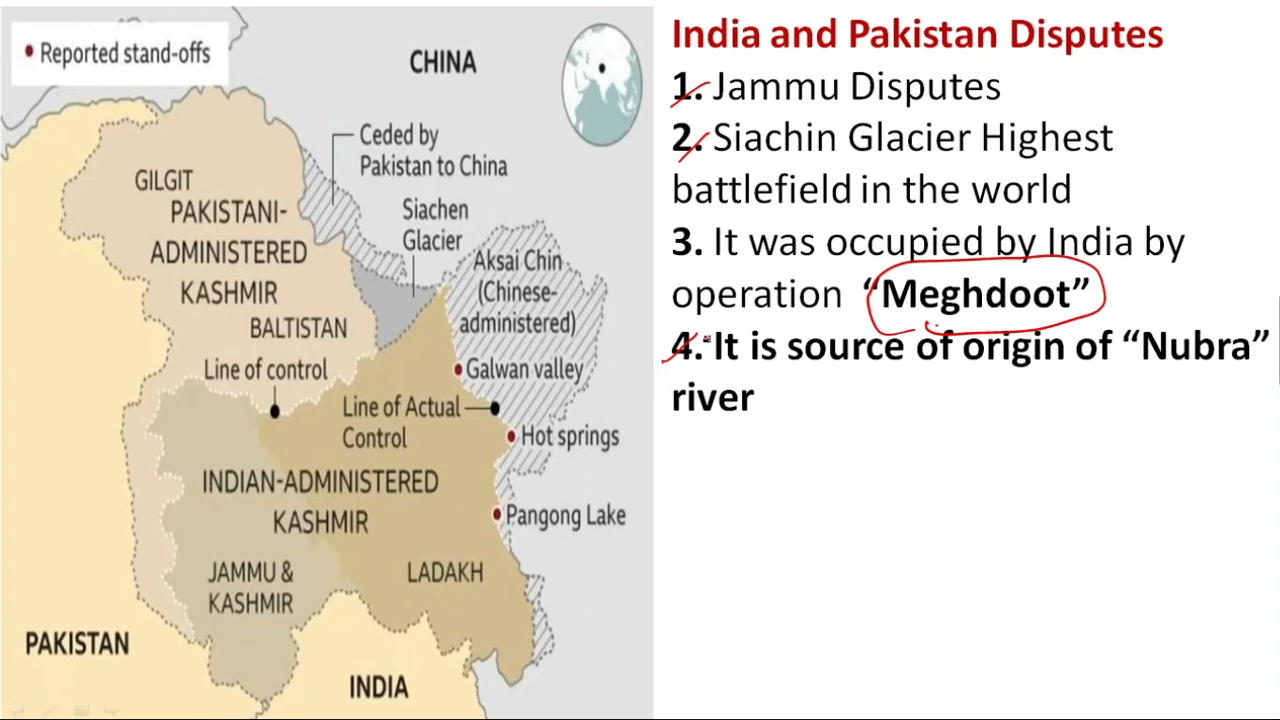 • Reported stand-offs
CHINA
Ceded by
Pakistan to China
GILGIT
PAKISTANI-
ADMINISTERED
KASHMIR
BALTISTAN
Siachen
Glacier
Aksai Chin
(Chinese-
administered)
Line of control
Galwan valley
Line of Actual
Control
Hot springs
INDIAN-ADMINISTERED
KASHMIR
Pangong Lake
JAMMU &
KASHMIR
LADAKH
PAKISTAN
INDIA
India and Pakistan Disputes
1. Jammu Disputes
2. Siachin Glacier Highest
battlefield in the world
3. It was occupied by India by
operation “Meghdoot”
4. It is source of origin of “Nubra”
river